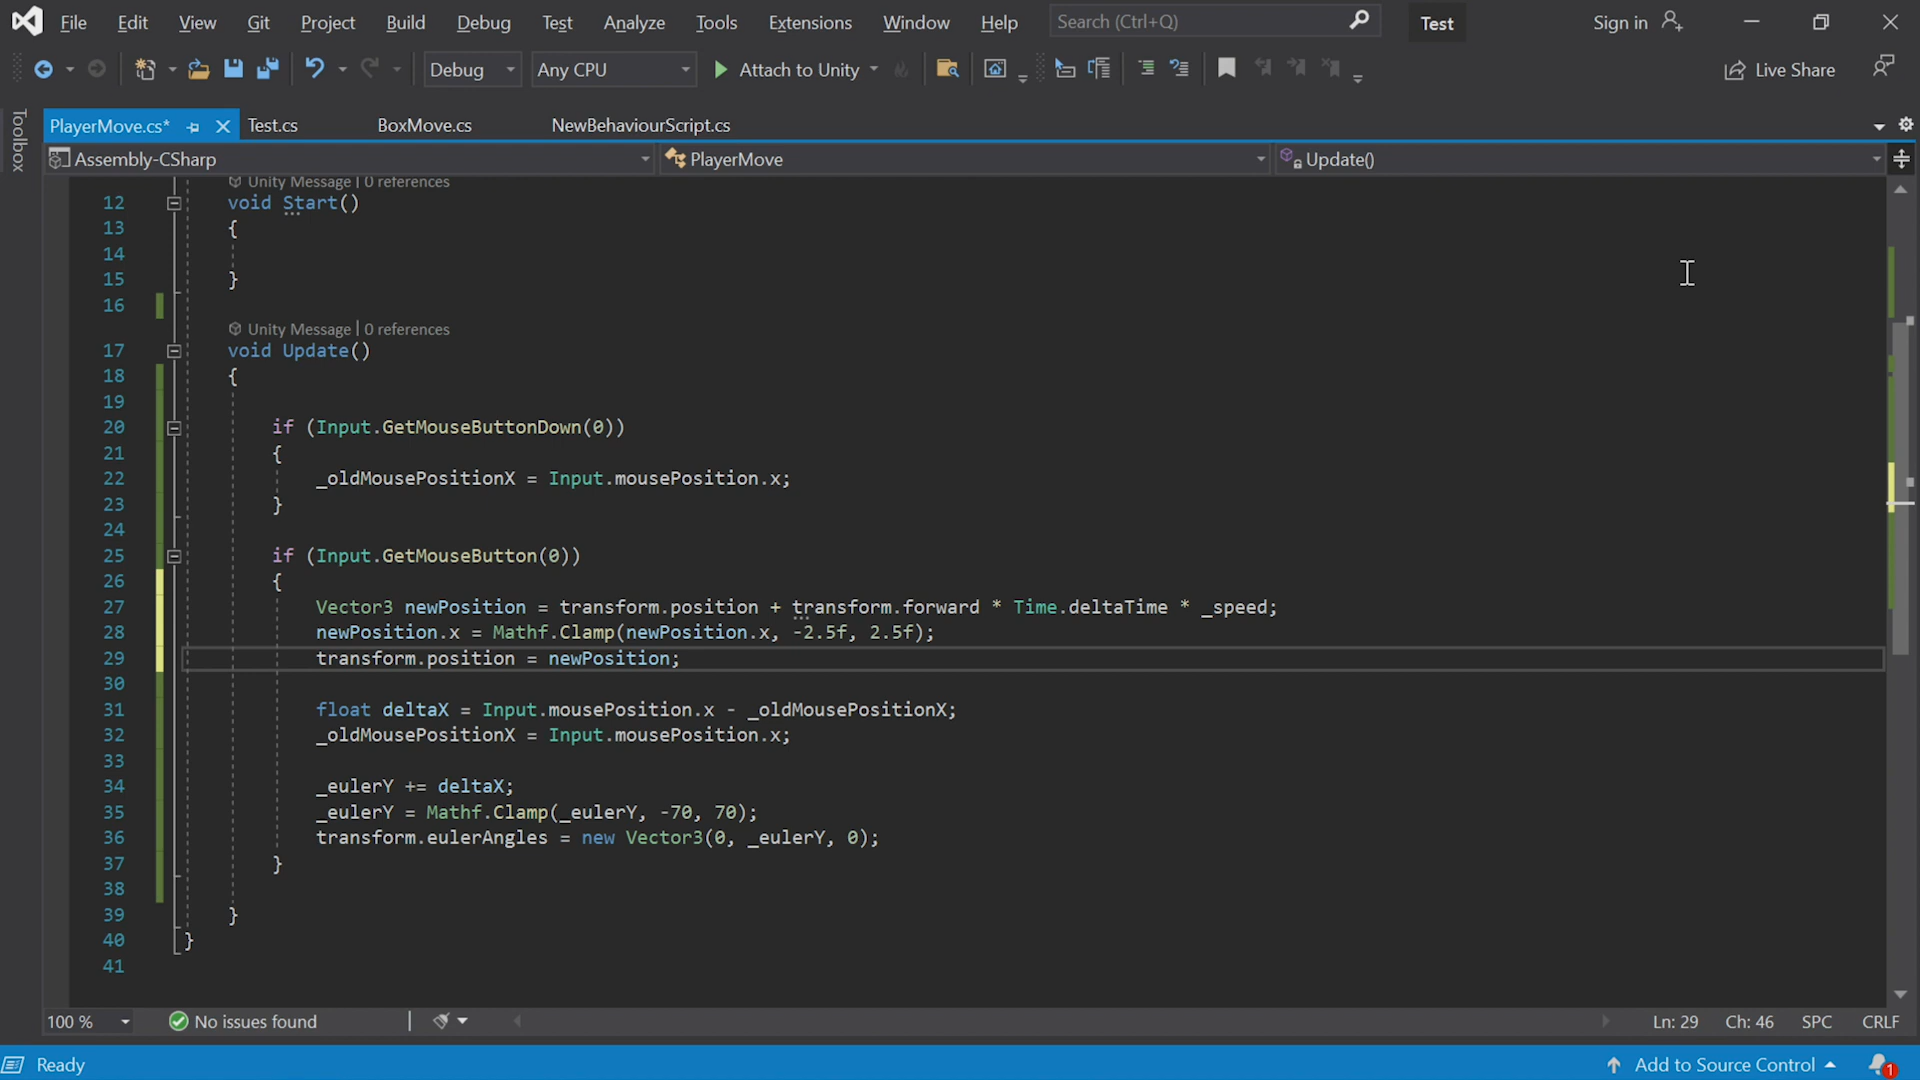 File Edit View Git Project Build Debug Test Analyze Tools Extensions Window Help Search (Ctrl+Q) Test Sign in
Debug Any CPU Attach to Unity Live Share
Toolbox
PlayerMove.cs* Test.cs BoxMove.cs NewBehaviourScript.cs
Assembly-CSharp PlayerMove Update()
Unity Message | 0 references
12 void Start()
13 {
14
15 }
16
Unity Message | 0 references
17 void Update()
18 {
19
20 if (Input.GetMouseButtonDown(0))
21 {
22 _oldMousePositionX = Input.mousePosition.x;
23 }
24
25 if (Input.GetMouseButton(0))
26 {
27 Vector3 newPosition = transform.position + transform.forward * Time.deltaTime * _speed;
28 newPosition.x = Mathf.Clamp(newPosition.x, -2.5f, 2.5f);
29 transform.position = newPosition;
30
31 float deltaX = Input.mousePosition.x - _oldMousePositionX;
32 _oldMousePositionX = Input.mousePosition.x;
33
34 _eulerY += deltaX;
35 _eulerY = Mathf.Clamp(_eulerY, -70, 70);
36 transform.eulerAngles = new Vector3(0, _eulerY, 0);
37 }
38
39 }
40 }
41
100 % No issues found Ln: 29 Ch: 46 SPC CRLF
Ready Add to Source Control 1